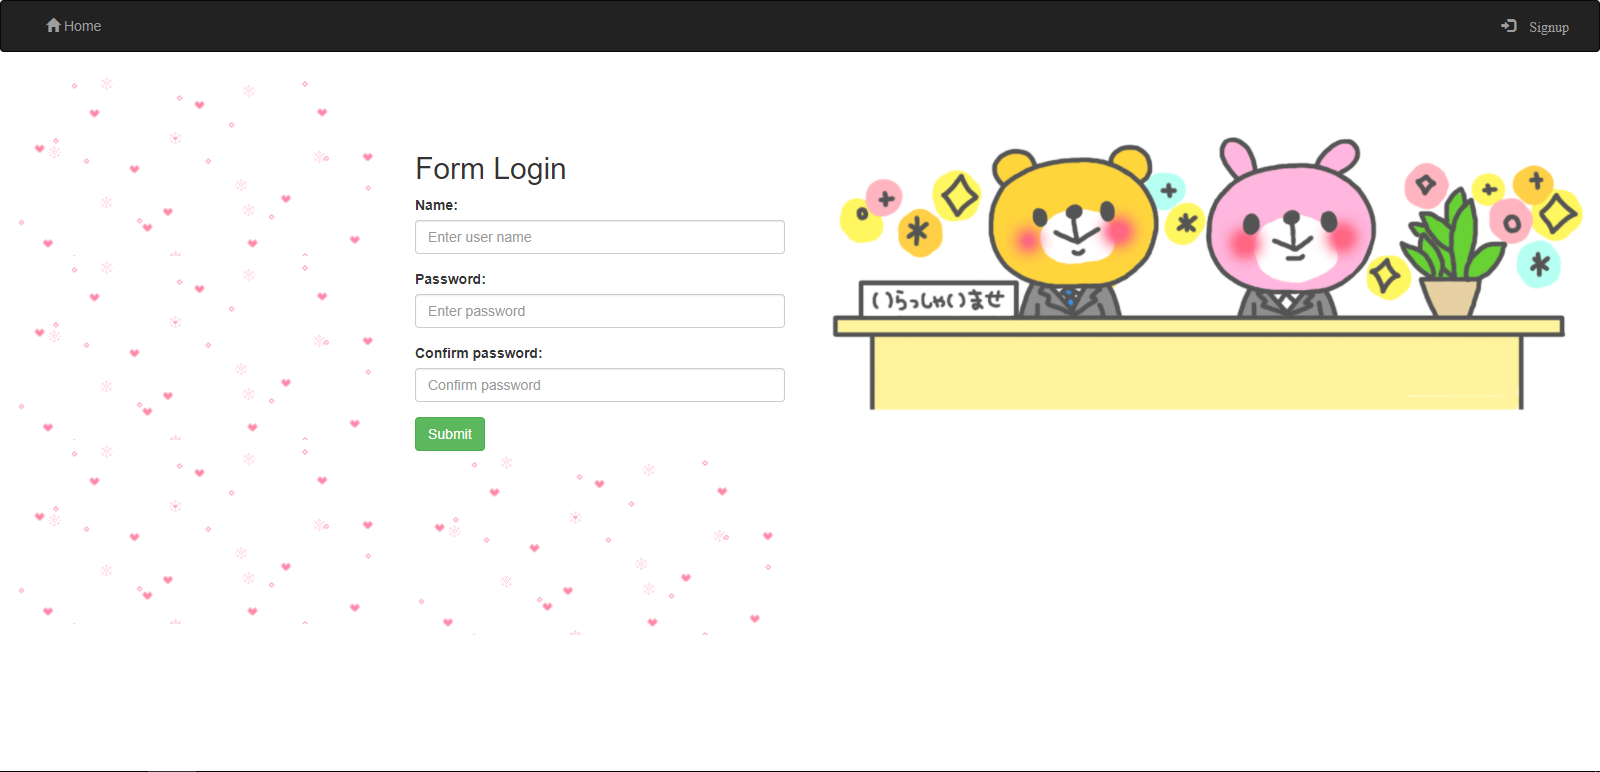 Home
Signup
Form Login
Name:
Enter user name
Password:
Enter password
Confirm password:
Confirm password
Submit
いらっしゃいませ